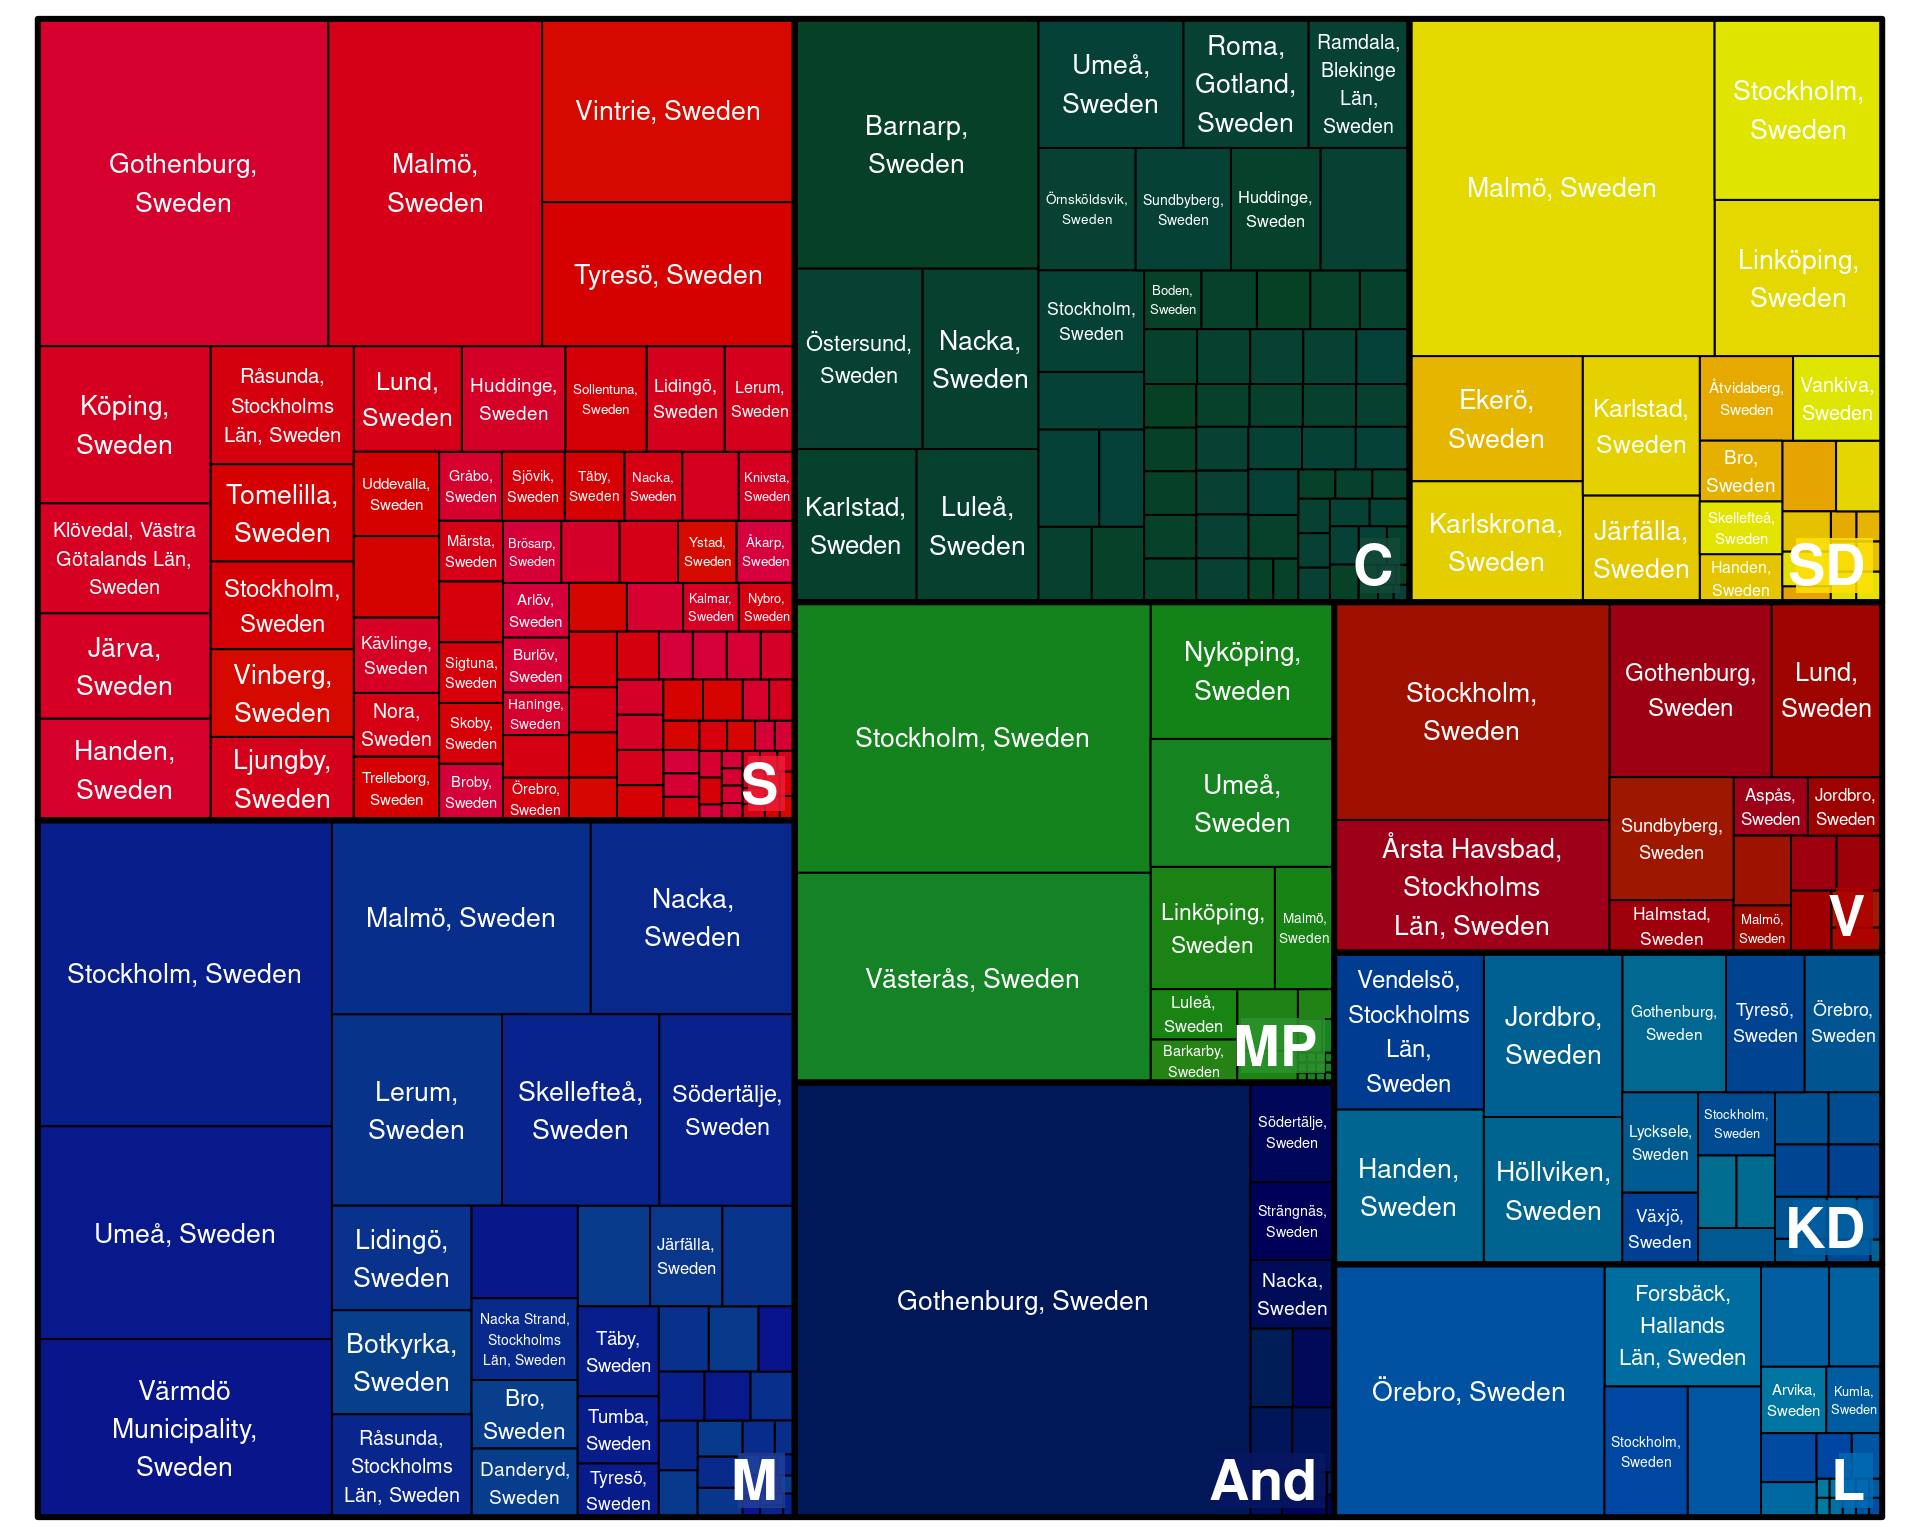 Gothenburg,
Sweden
Malmö,
Sweden
Vintrie, Sweden
Tyresö, Sweden
Köping,
Sweden
Klövedal, Västra
Götalands Län,
Sweden
Järva,
Sweden
Handen,
Sweden
Råsunda,
Stockholms
Län, Sweden
Tomelilla,
Sweden
Stockholm,
Sweden
Vinberg,
Sweden
Ljungby,
Sweden
Lund,
Sweden
Huddinge,
Sweden
Sollentuna,
Sweden
Lidingö,
Sweden
Lerum,
Sweden
Uddevalla,
Sweden
Kävlinge,
Sweden
Nora,
Sweden
Trelleborg,
Sweden
Gråbo,
Sweden
Sjövik,
Sweden
Täby,
Sweden
Nacka,
Sweden
Knivsta,
Sweden
Märsta,
Sweden
Sigtuna,
Sweden
Skoby,
Sweden
Broby,
Sweden
Brösarp,
Sweden
Ystad,
Sweden
Åkarp,
Sweden
Arlöv,
Sweden
Kalmar,
Sweden
Nybro,
Sweden
Burlöv,
Sweden
Haninge,
Sweden
Örebro,
Sweden
S
Stockholm, Sweden
Umeå, Sweden
Värmdö
Municipality,
Sweden
Malmö, Sweden
Nacka,
Sweden
Lerum,
Sweden
Skellefteå,
Sweden
Södertälje,
Sweden
Lidingö,
Sweden
Botkyrka,
Sweden
Råsunda,
Stockholms
Län, Sweden
Nacka Strand,
Stockholms
Län, Sweden
Bro,
Sweden
Danderyd,
Sweden
Järfälla,
Sweden
Täby,
Sweden
Tumba,
Sweden
Tyresö,
Sweden
M
Barnarp,
Sweden
Umeå,
Sweden
Roma,
Gotland,
Sweden
Ramdala,
Blekinge
Län,
Sweden
Örnsköldsvik,
Sweden
Sundbyberg,
Sweden
Huddinge,
Sweden
Östersund,
Sweden
Nacka,
Sweden
Karlstad,
Sweden
Luleå,
Sweden
Stockholm,
Sweden
Boden,
Sweden
C
Malmö, Sweden
Stockholm,
Sweden
Linköping,
Sweden
Ekerö,
Sweden
Karlskrona,
Sweden
Karlstad,
Sweden
Järfälla,
Sweden
Åtvidaberg,
Sweden
Vankiva,
Sweden
Bro,
Sweden
Skellefteå,
Sweden
Handen,
Sweden
SD
Stockholm, Sweden
Västerås, Sweden
Nyköping,
Sweden
Umeå,
Sweden
Linköping,
Sweden
Malmö,
Sweden
Luleå,
Sweden
Barkarby,
Sweden
MP
Stockholm,
Sweden
Årsta Havsbad,
Stockholms
Län, Sweden
Gothenburg,
Sweden
Lund,
Sweden
Sundbyberg,
Sweden
Halmstad,
Sweden
Aspås,
Sweden
Jordbro,
Sweden
Malmö,
Sweden
V
Gothenburg, Sweden
Södertälje,
Sweden
Strängnäs,
Sweden
Nacka,
Sweden
And
Vendelsö,
Stockholms
Län,
Sweden
Handen,
Sweden
Jordbro,
Sweden
Höllviken,
Sweden
Gothenburg,
Sweden
Tyresö,
Sweden
Örebro,
Sweden
Lycksele,
Sweden
Växjö,
Sweden
Stockholm,
Sweden
KD
Örebro, Sweden
Forsbäck,
Hallands
Län, Sweden
Stockholm,
Sweden
Arvika,
Sweden
Kumla,
Sweden
L